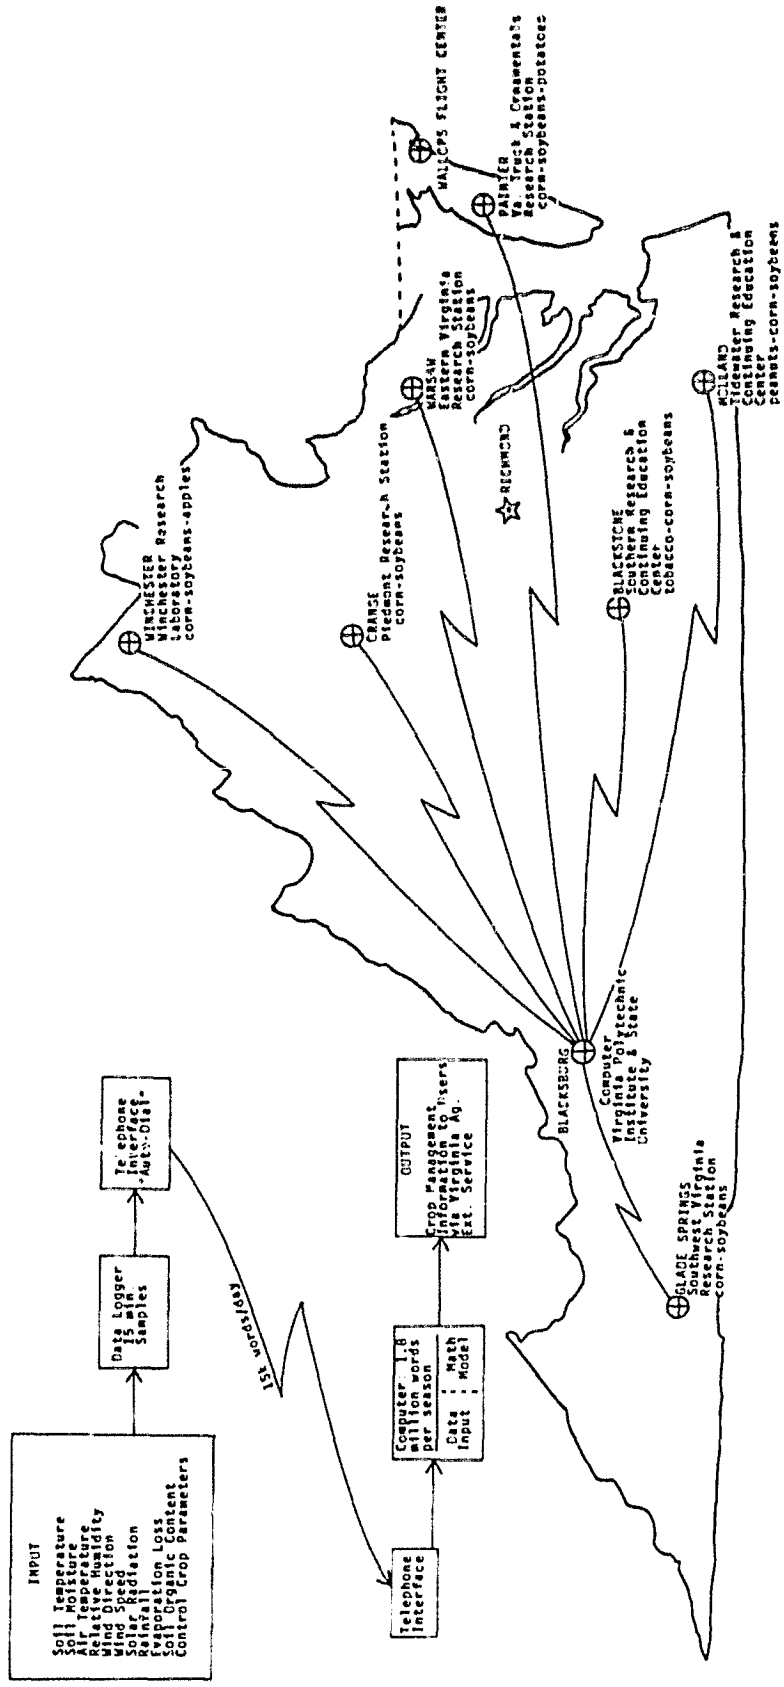 INPUT
Soil Temperature
Soil Moisture
Air Temperature
Relative Humidity
Wind Direction
Wind Speed
Solar Radiation
Rainfall
Evaporation Loss
Soil Organic Content
Control Crop Parameters
Data Logger
15 min.
Samples
Telephone
Interface
"Auto-Dial"
15k words/day
Telephone
Interface
Computer: 1.8
million words
per season
Data : Math
Input : Model
OUTPUT
Crop Management
Information to Users
via Virginia Ag.
Ext. Service
WINCHESTER
Winchester Research
Laboratory
corn-soybeans-apples
ORANGE
Piedmont Research Station
corn-soybeans
WARSAW
Eastern Virginia
Research Station
corn-soybeans
WALLOPS FLIGHT CENTER
PAINTER
Va. Truck & Ornamentals
Research Station
corn-soybeans-potatoes
RICHMOND
BLACKSTONE
Southern Research &
Continuing Education
Center
tobacco-corn-soybeans
HOLLAND
Tidewater Research &
Continuing Education
Center
peanuts-corn-soybeans
BLACKSBURG
Computer
Virginia Polytechnic
Institute & State
University
GLADE SPRINGS
Southwest Virginia
Research Station
corn-soybeans